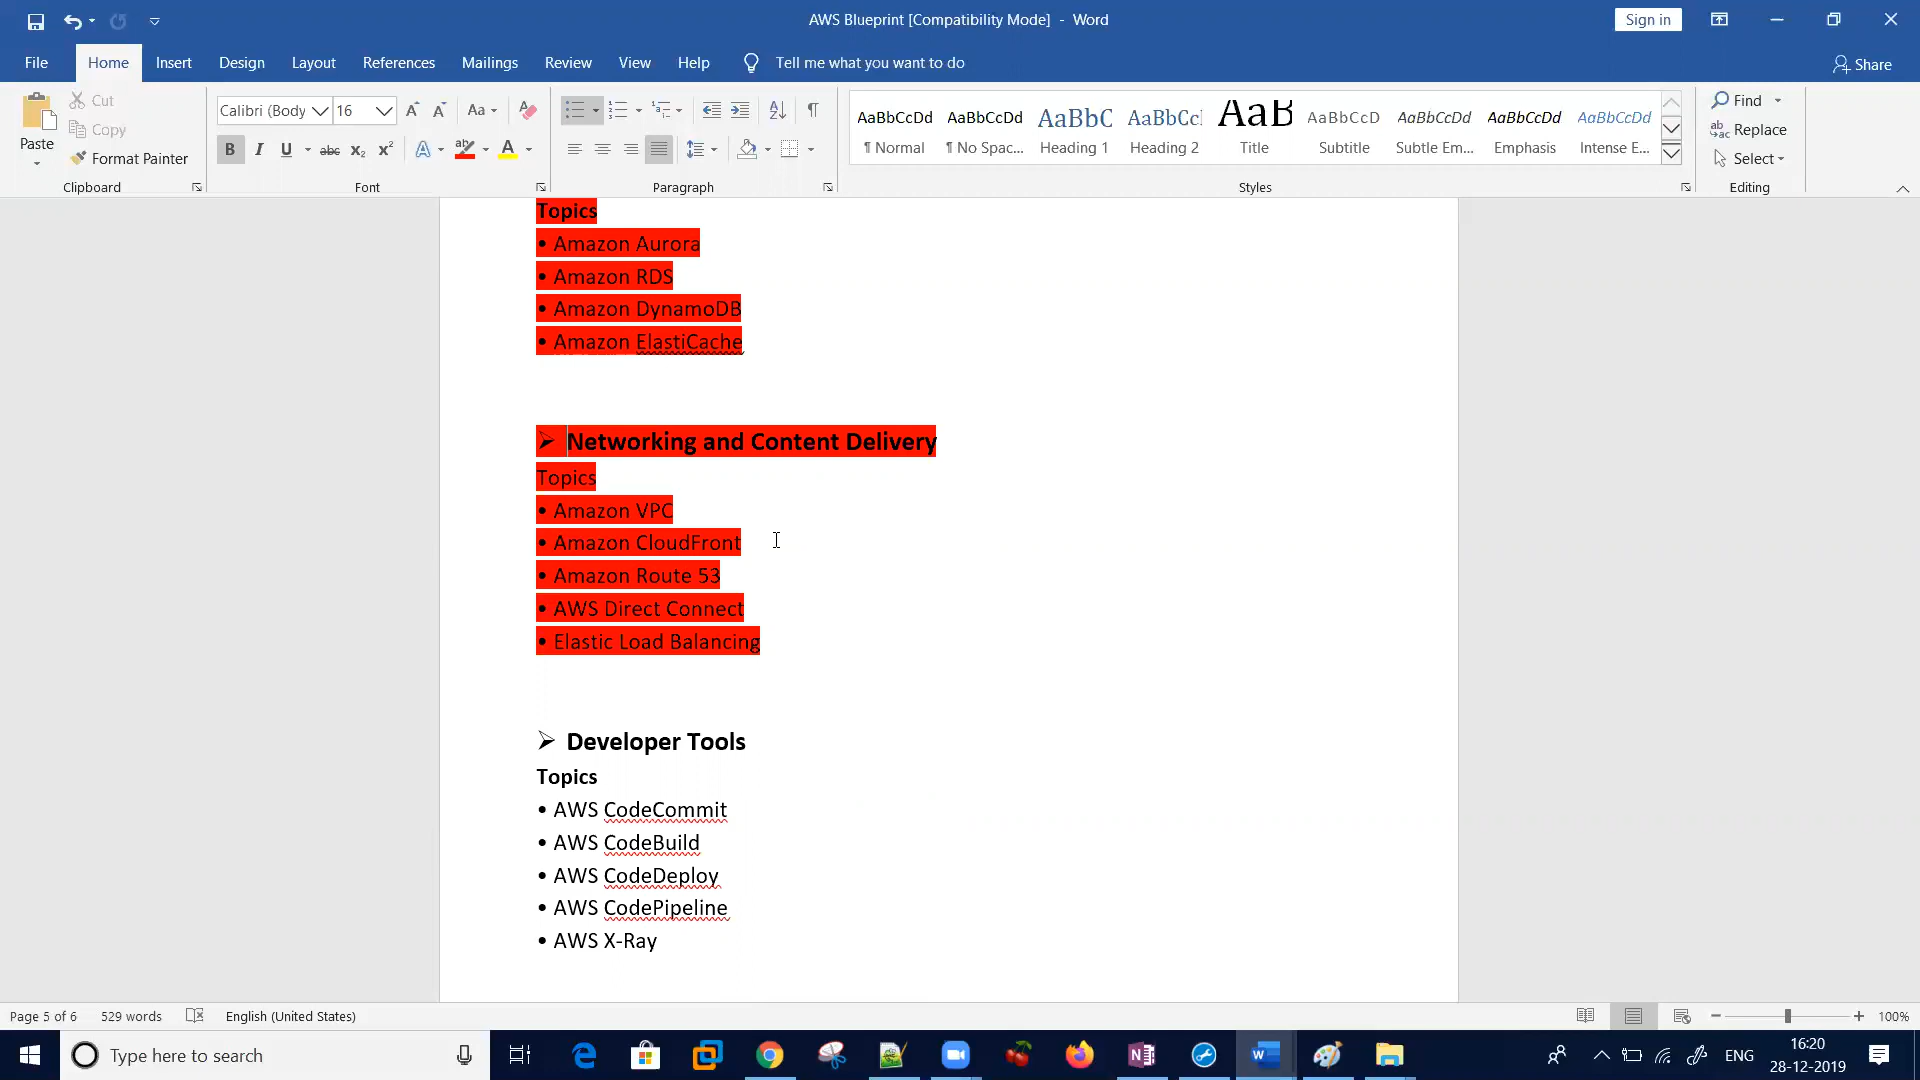 AWS Blueprint [Compatibility Mode] - Word
Sign in
File Home Insert Design Layout References Mailings Review View Help Tell me what you want to do Share
Paste Cut Copy Format Painter
Calibri (Body 16 Aa
B I U abc x₂ x² A ab A
AaBbCcDd AaBbCcDd AaBbC AaBbCcI AaB AaBbCcD AaBbCcDd AaBbCcDd AaBbCcDd
¶ Normal ¶ No Spac... Heading 1 Heading 2 Title Subtitle Subtle Em... Emphasis Intense E...
Find
Replace
Select
Clipboard Font Paragraph Styles Editing
Topics
• Amazon Aurora
• Amazon RDS
• Amazon DynamoDB
• Amazon ElastiCache
➢ Networking and Content Delivery
Topics
• Amazon VPC
• Amazon CloudFront
• Amazon Route 53
• AWS Direct Connect
• Elastic Load Balancing
➢ Developer Tools
Topics
• AWS CodeCommit
• AWS CodeBuild
• AWS CodeDeploy
• AWS CodePipeline
• AWS X-Ray
Page 5 of 6 529 words English (United States) 100%
Type here to search
ENG
16:20
28-12-2019